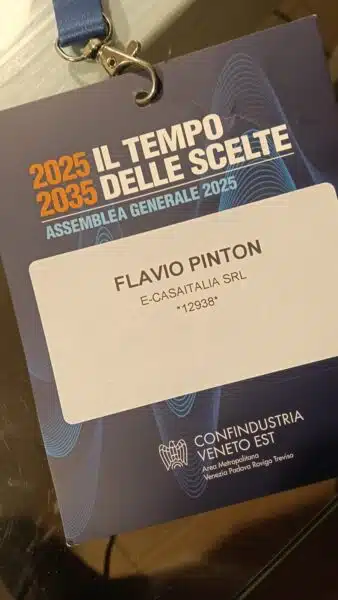 2025 IL TEMPO
2035 DELLE SCELTE
ASSEMBLEA GENERALE 2025
FLAVIO PINTON
E-CASAITALIA SRL
*12938*
CONFINDUSTRIA
VENETO EST
Area Metropolitana
Venezia Padova Rovigo Treviso